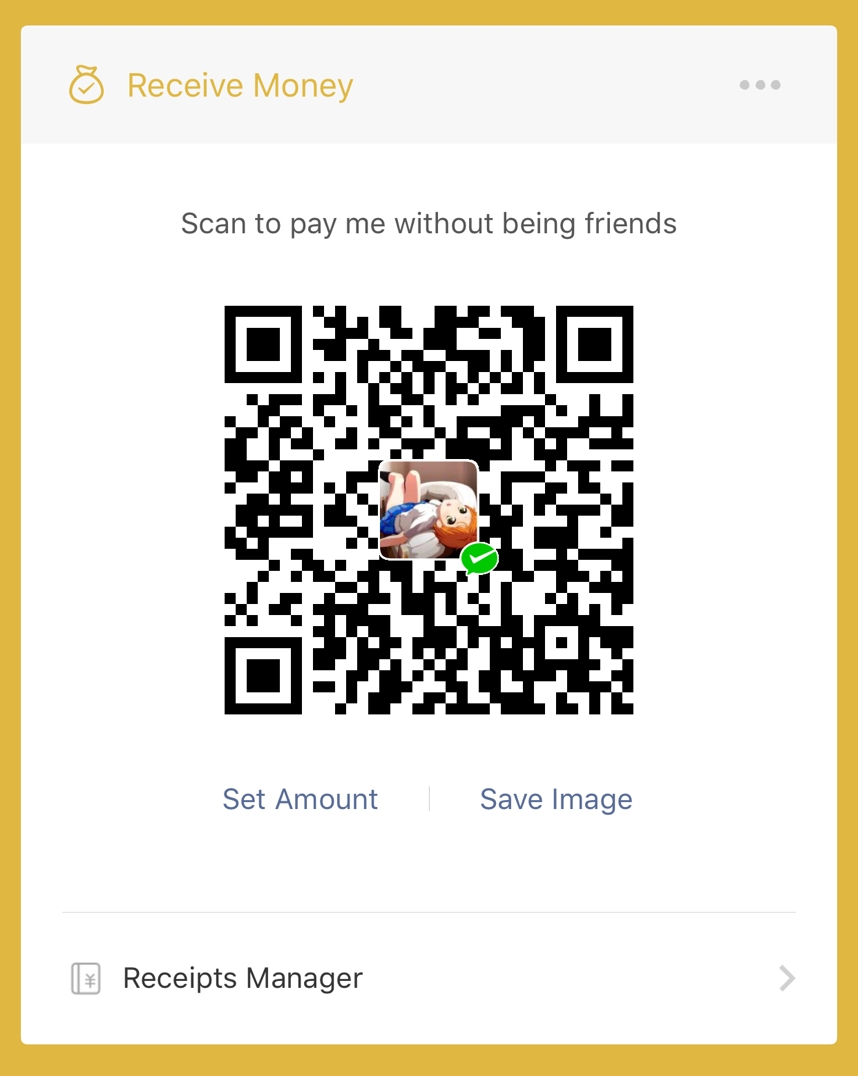 Receive Money
Scan to pay me without being friends
Set Amount
Save Image
Receipts Manager